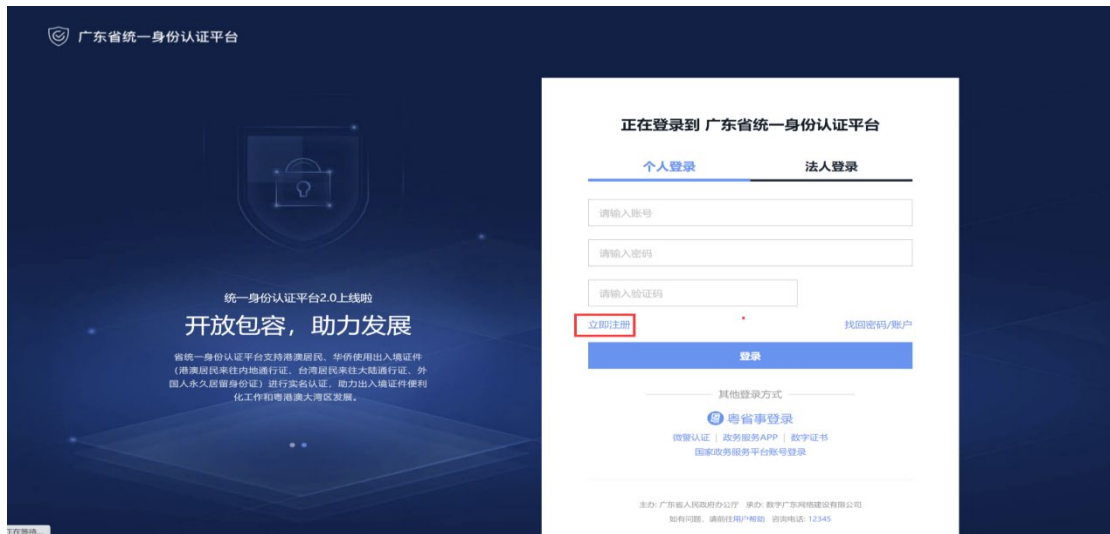 广东省统一身份认证平台
统一身份认证平台2.0上线啦
开放包容，助力发展
省统一身份认证平台支持港澳居民、华侨使用出入境证件
(港澳居民来往内地通行证、台湾居民来往大陆通行证、外
国人永久居留身份证）进行实名认证，助力出入境证件便利
化工作和粤港澳大湾区发展。
正在登录到 广东省统一身份认证平台
个人登录 法人登录
请输入账号
请输入密码
请输入验证码
立即注册 找回密码/账户
登录
其他登录方式
粤省事登录
微警认证 | 政务服务APP | 数字证书
国家政务服务平台账号登录
主办: 广东省人民政府办公厅 承办: 数字广东网络建设有限公司
如有问题，请前往用户帮助 咨询电话: 12345
正在等待...